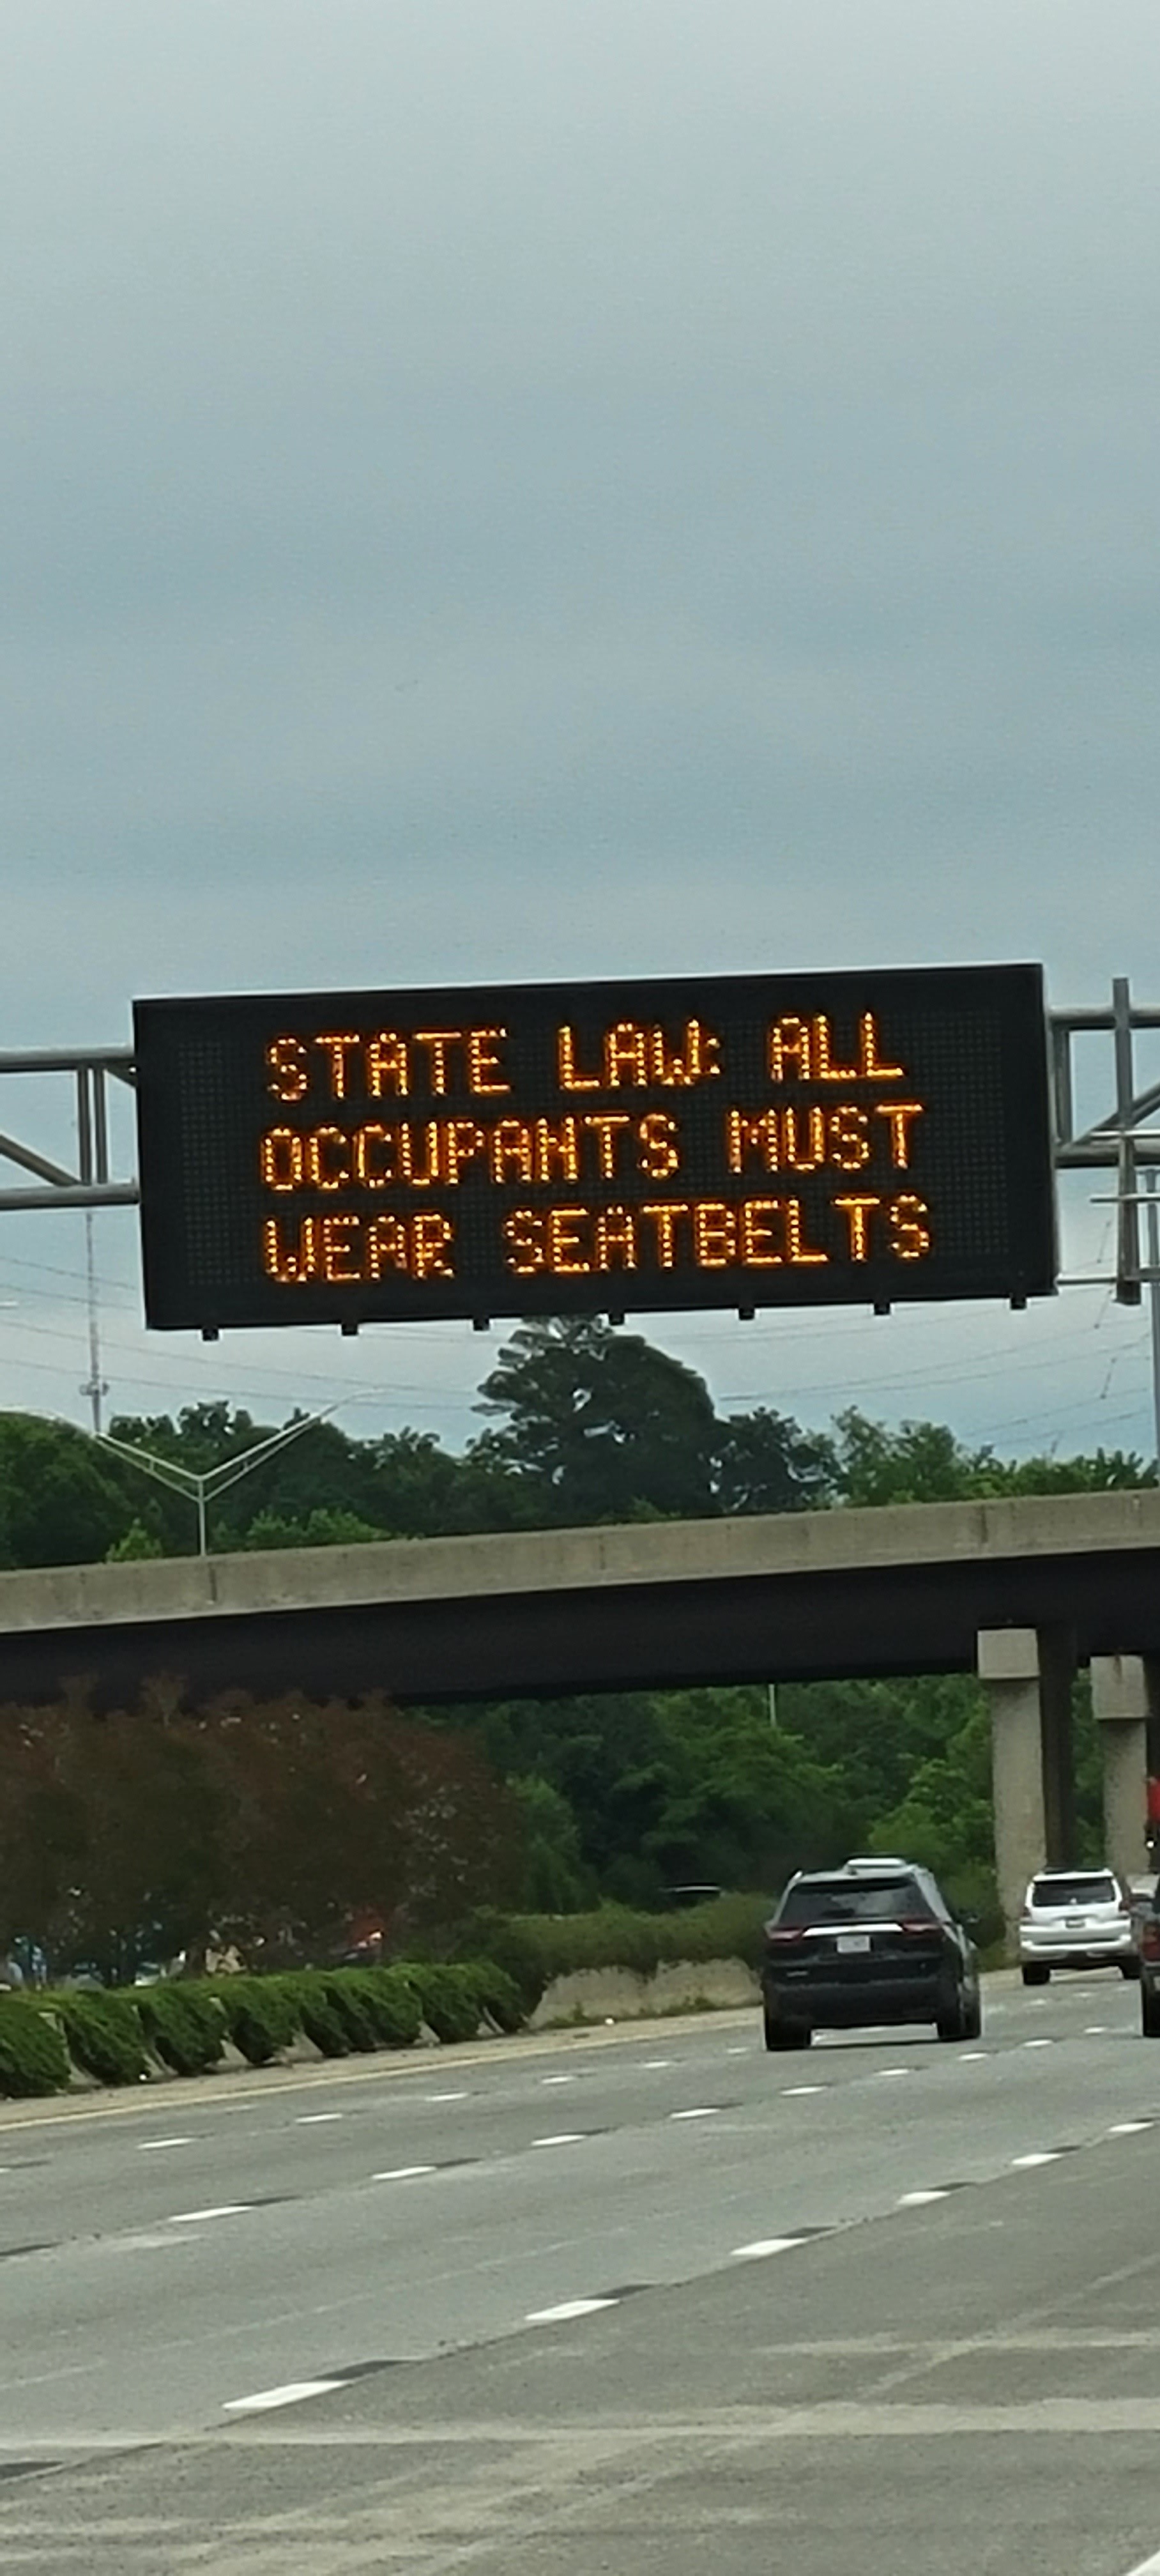 STATE LAW: ALL
OCCUPANTS MUST
WEAR SEATBELTS